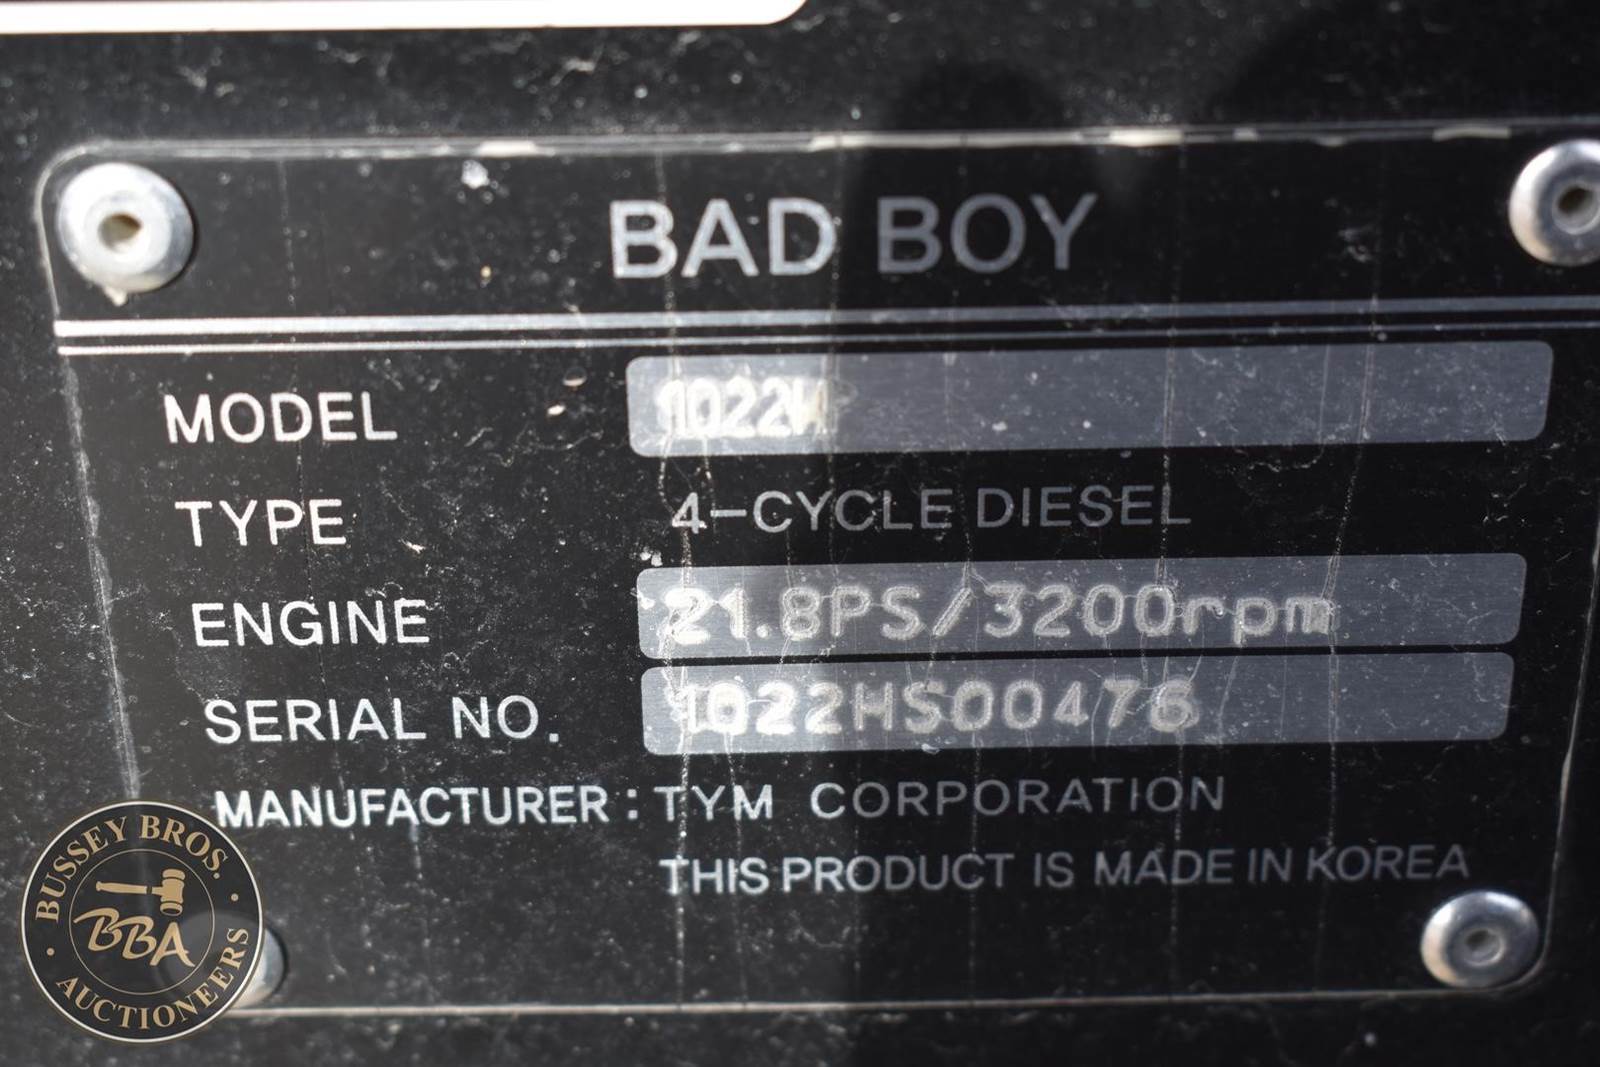 BAD BOY
MODEL 1022H
TYPE 4-CYCLE DIESEL
ENGINE 21.8PS/3200rpm
SERIAL NO. 1022HS00476
MANUFACTURER : TYM CORPORATION
THIS PRODUCT IS MADE IN KOREA
BUSSEY BROS.
BBA
AUCTIONEERS